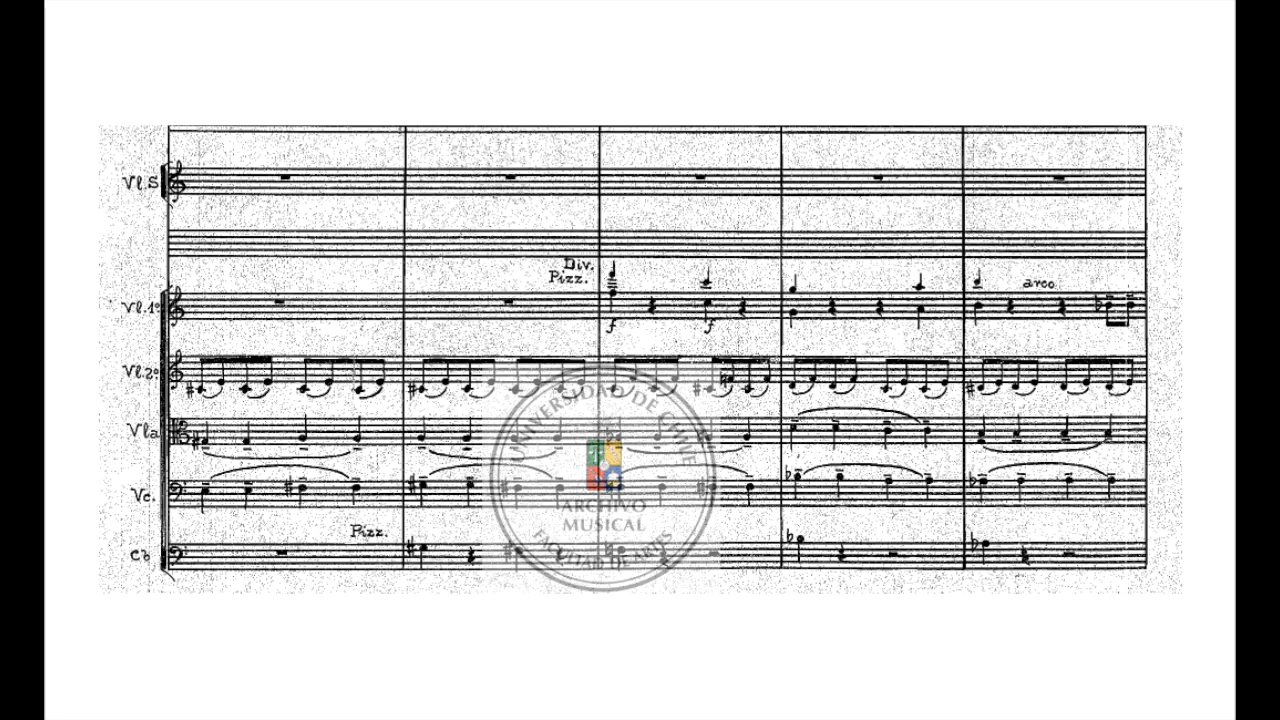 Vl.S
Div.
Pizz.
Vl.1º
arco
f
f
Vl.2º
Vla
Vc.
Pizz.
Cb
UNIVERSIDAD DE CHILE
ARCHIVO
MUSICAL
FACULTAD DE ARTES